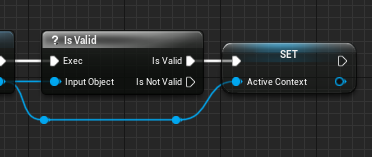 ? Is Valid
Exec
Is Valid
Input Object
Is Not Valid
SET
Active Context